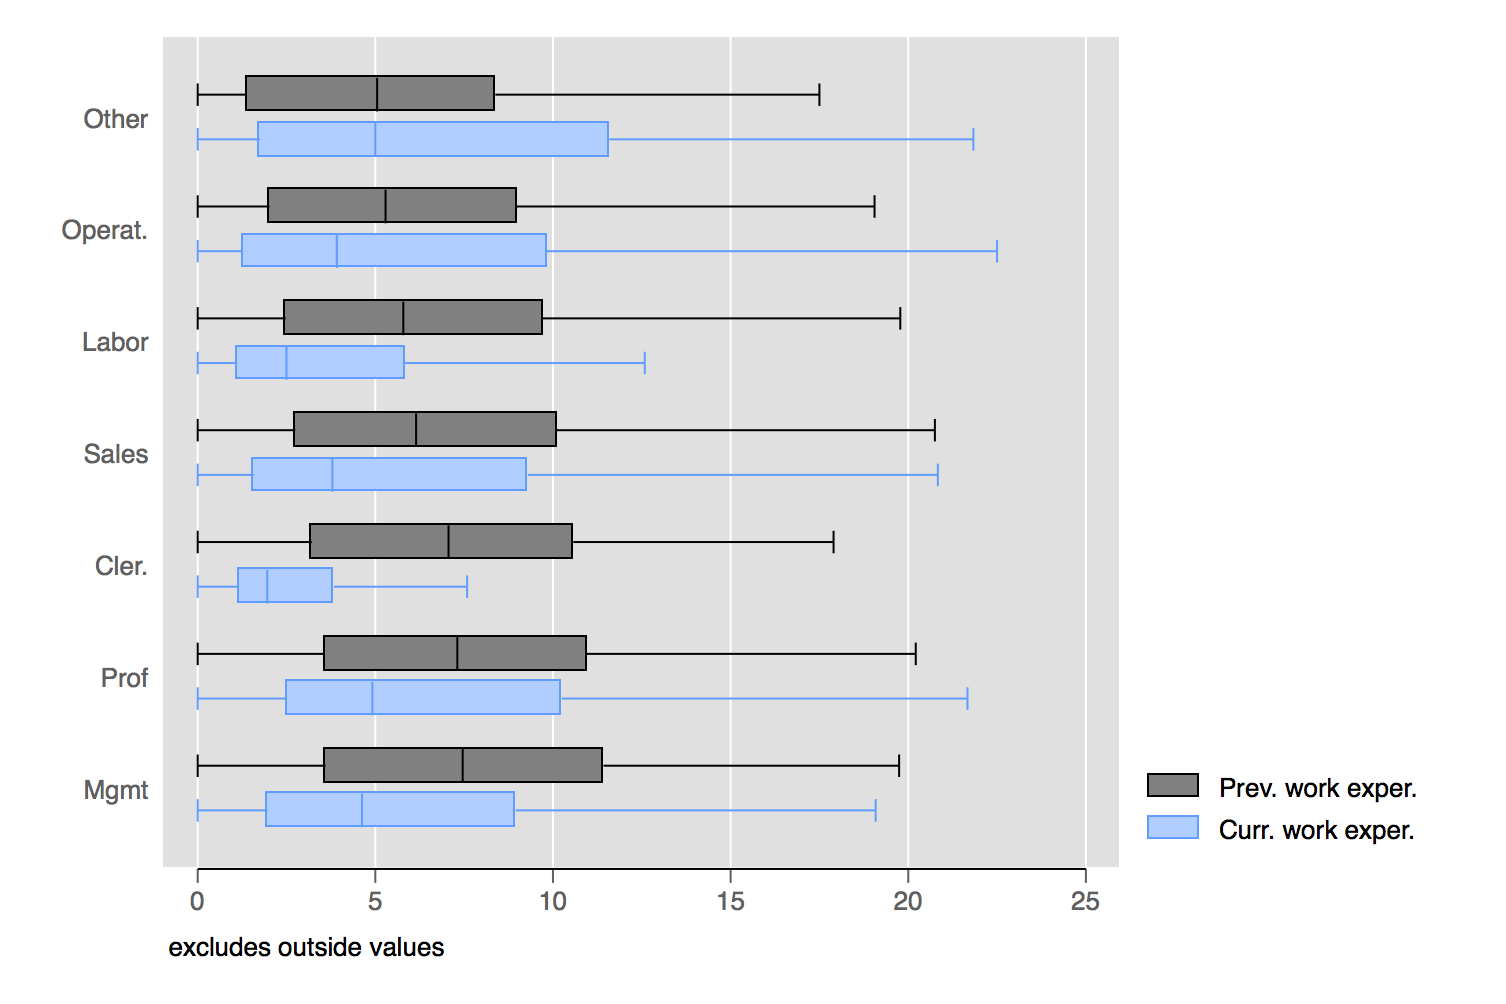 Other
Operat.
Labor
Sales
Cler.
Prof
Mgmt
Prev. work exper.
Curr. work exper.
0 5 10 15 20 25
excludes outside values